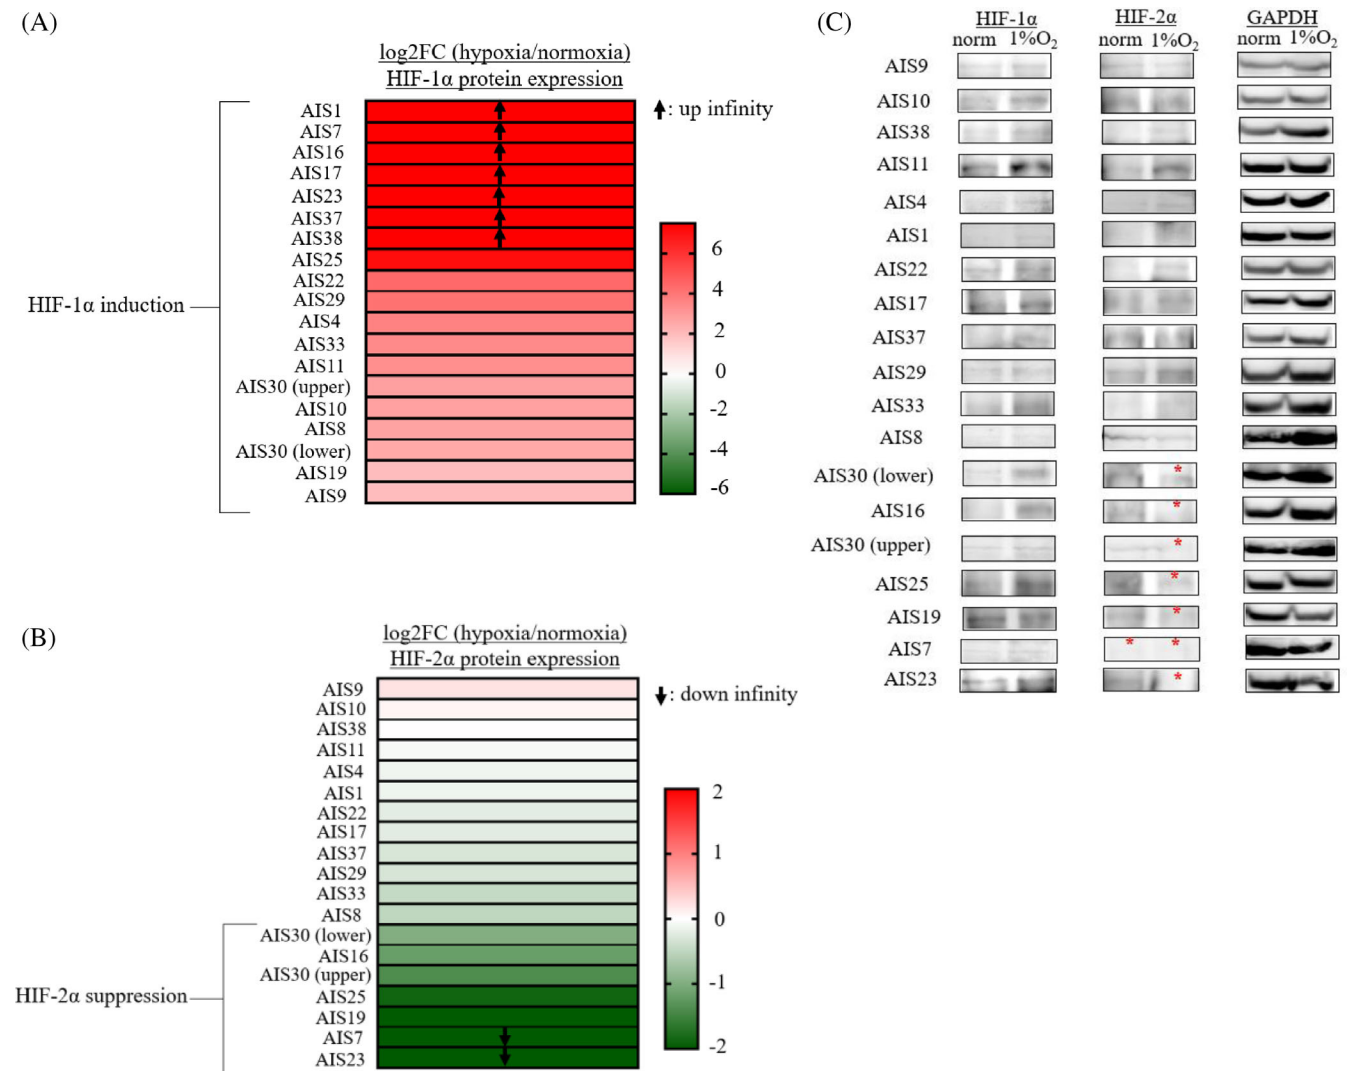 (A)
log2FC (hypoxia/normoxia)
HIF-1α protein expression
HIF-1α induction
AIS1
AIS7
AIS16
AIS17
AIS23
AIS37
AIS38
AIS25
AIS22
AIS29
AIS4
AIS33
AIS11
AIS30 (upper)
AIS10
AIS8
AIS30 (lower)
AIS19
AIS9
: up infinity
6
4
2
0
-2
-4
-6
(B)
log2FC (hypoxia/normoxia)
HIF-2α protein expression
AIS9
AIS10
AIS38
AIS11
AIS4
AIS1
AIS22
AIS17
AIS37
AIS29
AIS33
AIS8
AIS30 (lower)
AIS16
AIS30 (upper)
AIS25
AIS19
AIS7
AIS23
HIF-2α suppression
: down infinity
2
1
0
-1
-2
(C)
HIF-1α HIF-2α GAPDH
norm 1%O₂ norm 1%O₂ norm 1%O₂
AIS9
AIS10
AIS38
AIS11
AIS4
AIS1
AIS22
AIS17
AIS37
AIS29
AIS33
AIS8
AIS30 (lower) *
AIS16 *
AIS30 (upper) *
AIS25 *
AIS19 *
AIS7 * *
AIS23 *